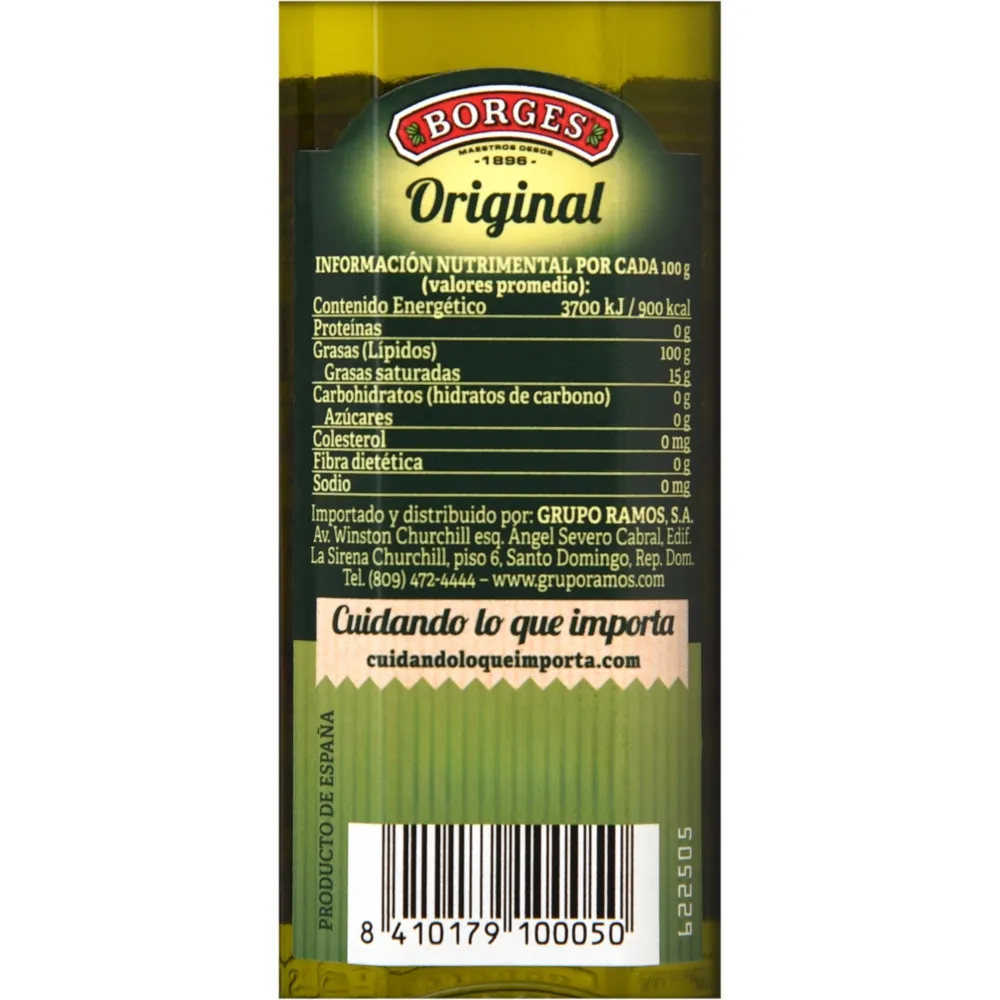 BORGES
MAESTROS DESDE
-1896-
Original
INFORMACIÓN NUTRIMENTAL POR CADA 100 g
(valores promedio):
Contenido Energético 3700 kJ / 900 kcal
Proteínas 0 g
Grasas (Lípidos) 100 g
Grasas saturadas 15 g
Carbohidratos (hidratos de carbono) 0 g
Azúcares 0 g
Colesterol 0 mg
Fibra dietética 0 g
Sodio 0 mg
Importado y distribuido por: GRUPO RAMOS, S.A.
Av. Winston Churchill esq. Ángel Severo Cabral, Edif.
La Sirena Churchill, piso 6, Santo Domingo, Rep. Dom.
Tel. (809) 472-4444 – www.gruporamos.com
Cuidando lo que importa
cuidandoloqueimporta.com
PRODUCTO DE ESPAÑA
622505
8 410179 100050